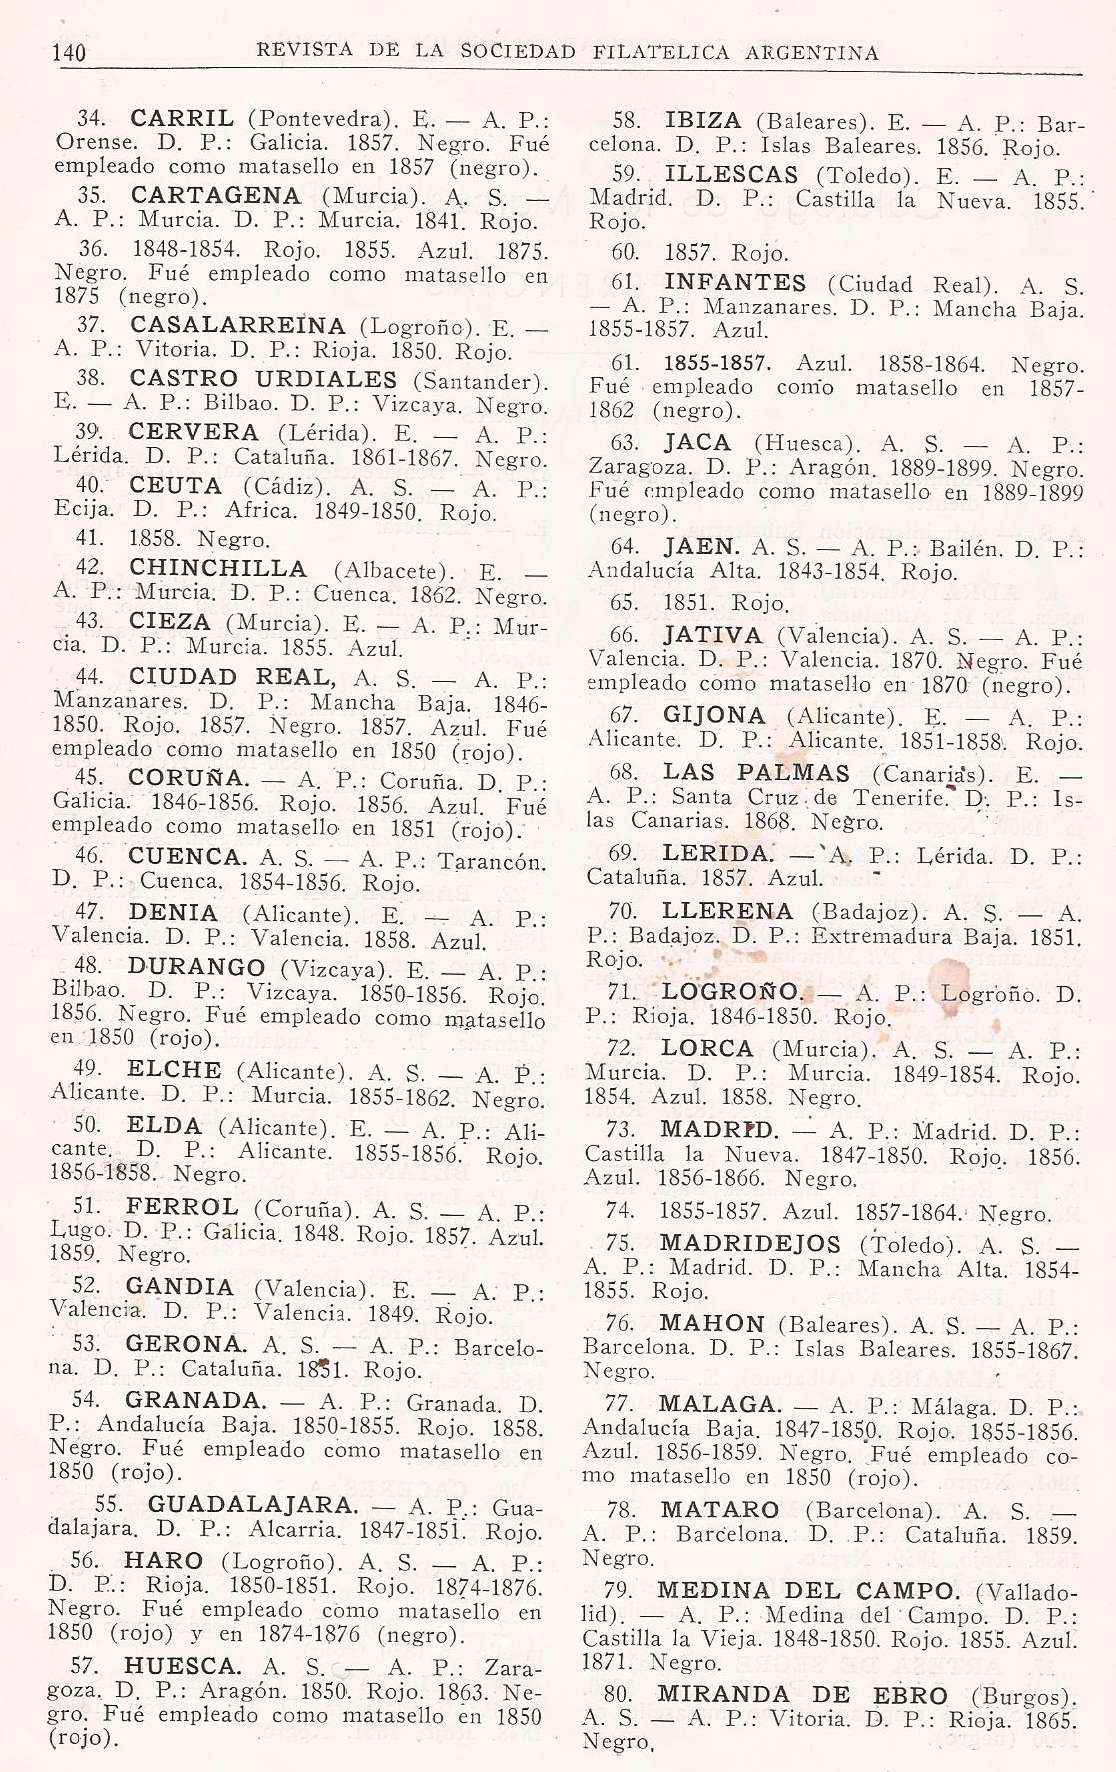 140 REVISTA DE LA SOCIEDAD FILATELICA ARGENTINA
34. CARRIL (Pontevedra). E. — A. P.:
Orense. D. P.: Galicia. 1857. Negro. Fué
empleado como matasello en 1857 (negro).
35. CARTAGENA (Murcia). A. S. —
A. P.: Murcia. D. P.: Murcia. 1841. Rojo.
36. 1848-1854. Rojo. 1855. Azul. 1875.
Negro. Fué empleado como matasello en
1875 (negro).
37. CASALARREINA (Logroño). E. —
A. P.: Vitoria. D. P.: Rioja. 1850. Rojo.
38. CASTRO URDIALES (Santander).
E. — A. P.: Bilbao. D. P.: Vizcaya. Negro.
39. CERVERA (Lérida). E. — A. P.:
Lérida. D. P.: Cataluña. 1861-1867. Negro.
40. CEUTA (Cádiz). A. S. — A. P.:
Ecija. D. P.: Africa. 1849-1850. Rojo.
41. 1858. Negro.
42. CHINCHILLA (Albacete). E. —
A. P.: Murcia. D. P.: Cuenca. 1862. Negro.
43. CIEZA (Murcia). E. — A. P.: Mur-
cia. D. P.: Murcia. 1855. Azul.
44. CIUDAD REAL, A. S. — A. P.:
Manzanares. D. P.: Mancha Baja. 1846-
1850. Rojo. 1857. Negro. 1857. Azul. Fué
empleado como matasello en 1850 (rojo).
45. CORUÑA. — A. P.: Coruña. D. P.:
Galicia. 1846-1856. Rojo. 1856. Azul. Fué
empleado como matasello en 1851 (rojo).
46. CUENCA. A. S. — A. P.: Tarancón.
D. P.: Cuenca. 1854-1856. Rojo.
47. DENIA (Alicante). E. — A. P.:
Valencia. D. P.: Valencia. 1858. Azul.
48. DURANGO (Vizcaya). E. — A. P.:
Bilbao. D. P.: Vizcaya. 1850-1856. Rojo.
1856. Negro. Fué empleado como matasello
en 1850 (rojo).
49. ELCHE (Alicante). A. S. — A. P.:
Alicante. D. P.: Murcia. 1855-1862. Negro.
50. ELDA (Alicante). E. — A. P.: Ali-
cante. D. P.: Alicante. 1855-1856. Rojo.
1856-1858. Negro.
51. FERROL (Coruña). A. S. — A. P.:
Lugo. D. P.: Galicia. 1848. Rojo. 1857. Azul.
1859. Negro.
52. GANDIA (Valencia). E. — A. P.:
Valencia. D. P.: Valencia. 1849. Rojo.
53. GERONA. A. S. — A. P.: Barcelo-
na. D. P.: Cataluña. 1851. Rojo.
54. GRANADA. — A. P.: Granada. D.
P.: Andalucía Baja. 1850-1855. Rojo. 1858.
Negro. Fué empleado como matasello en
1850 (rojo).
55. GUADALAJARA. — A. P.: Gua-
dalajara. D. P.: Alcarria. 1847-1851. Rojo.
56. HARO (Logroño). A. S. — A. P.:
D. P.: Rioja. 1850-1851. Rojo. 1874-1876.
Negro. Fué empleado como matasello en
1850 (rojo) y en 1874-1876 (negro).
57. HUESCA. A. S. — A. P.: Zara-
goza. D. P.: Aragón. 1850. Rojo. 1863. Ne-
gro. Fué empleado como matasello en 1850
(rojo).
58. IBIZA (Baleares). E. — A. P.: Bar-
celona. D. P.: Islas Baleares. 1856. Rojo.
59. ILLESCAS (Toledo). E. — A. P.:
Madrid. D. P.: Castilla la Nueva. 1855.
Rojo.
60. 1857. Rojo.
61. INFANTES (Ciudad Real). A. S.
— A. P.: Manzanares. D. P.: Mancha Baja.
1855-1857. Azul.
61. 1855-1857. Azul. 1858-1864. Negro.
Fué empleado como matasello en 1857-
1862 (negro).
63. JACA (Huesca). A. S. — A. P.:
Zaragoza. D. P.: Aragón. 1889-1899. Negro.
Fué empleado como matasello en 1889-1899
(negro).
64. JAEN. A. S. — A. P.: Bailén. D. P.:
Andalucía Alta. 1843-1854. Rojo.
65. 1851. Rojo.
66. JATIVA (Valencia). A. S. — A. P.:
Valencia. D. P.: Valencia. 1870. Negro. Fué
empleado como matasello en 1870 (negro).
67. GIJONA (Alicante). E. — A. P.:
Alicante. D. P.: Alicante. 1851-1858. Rojo.
68. LAS PALMAS (Canarias). E. —
A. P.: Santa Cruz de Tenerife. D. P.: Is-
las Canarias. 1868. Negro.
69. LERIDA. — A. P.: Lérida. D. P.:
Cataluña. 1857. Azul.
70. LLERENA (Badajoz). A. S. — A.
P.: Badajoz. D. P.: Extremadura Baja. 1851.
Rojo.
71. LOGROÑO. — A. P.: Logroño. D.
P.: Rioja. 1846-1850. Rojo.
72. LORCA (Murcia). A. S. — A. P.:
Murcia. D. P.: Murcia. 1849-1854. Rojo.
1854. Azul. 1858. Negro.
73. MADRID. — A. P.: Madrid. D. P.:
Castilla la Nueva. 1847-1850. Rojo. 1856.
Azul. 1856-1866. Negro.
74. 1855-1857. Azul. 1857-1864. Negro.
75. MADRIDEJOS (Toledo). A. S. —
A. P.: Madrid. D. P.: Mancha Alta. 1854-
1855. Rojo.
76. MAHON (Baleares). A. S. — A. P.:
Barcelona. D. P.: Islas Baleares. 1855-1867.
Negro.
77. MALAGA. — A. P.: Málaga. D. P.:
Andalucía Baja. 1847-1850. Rojo. 1855-1856.
Azul. 1856-1859. Negro. Fué empleado co-
mo matasello en 1850 (rojo).
78. MATARO (Barcelona). A. S. —
A. P.: Barcelona. D. P.: Cataluña. 1859.
Negro.
79. MEDINA DEL CAMPO. (Vallado-
lid). — A. P.: Medina del Campo. D. P.:
Castilla la Vieja. 1848-1850. Rojo. 1855. Azul.
1871. Negro.
80. MIRANDA DE EBRO (Burgos).
A. S. — A. P.: Vitoria. D. P.: Rioja. 1865.
Negro.